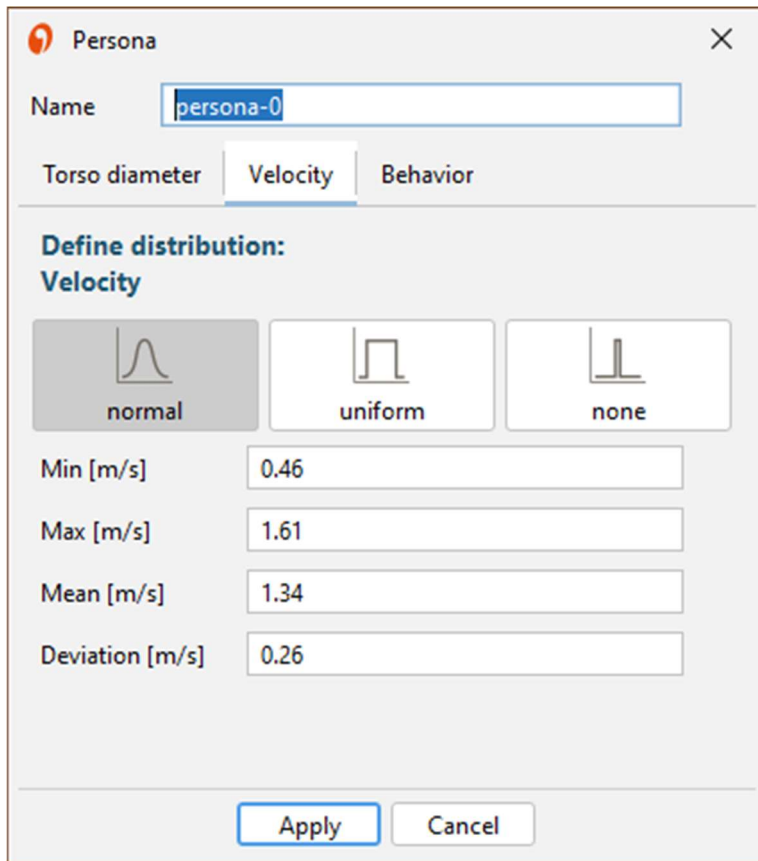 Persona
Name persona-0
Torso diameter Velocity Behavior
Define distribution:
Velocity
normal uniform none
Min [m/s] 0.46
Max [m/s] 1.61
Mean [m/s] 1.34
Deviation [m/s] 0.26
Apply Cancel